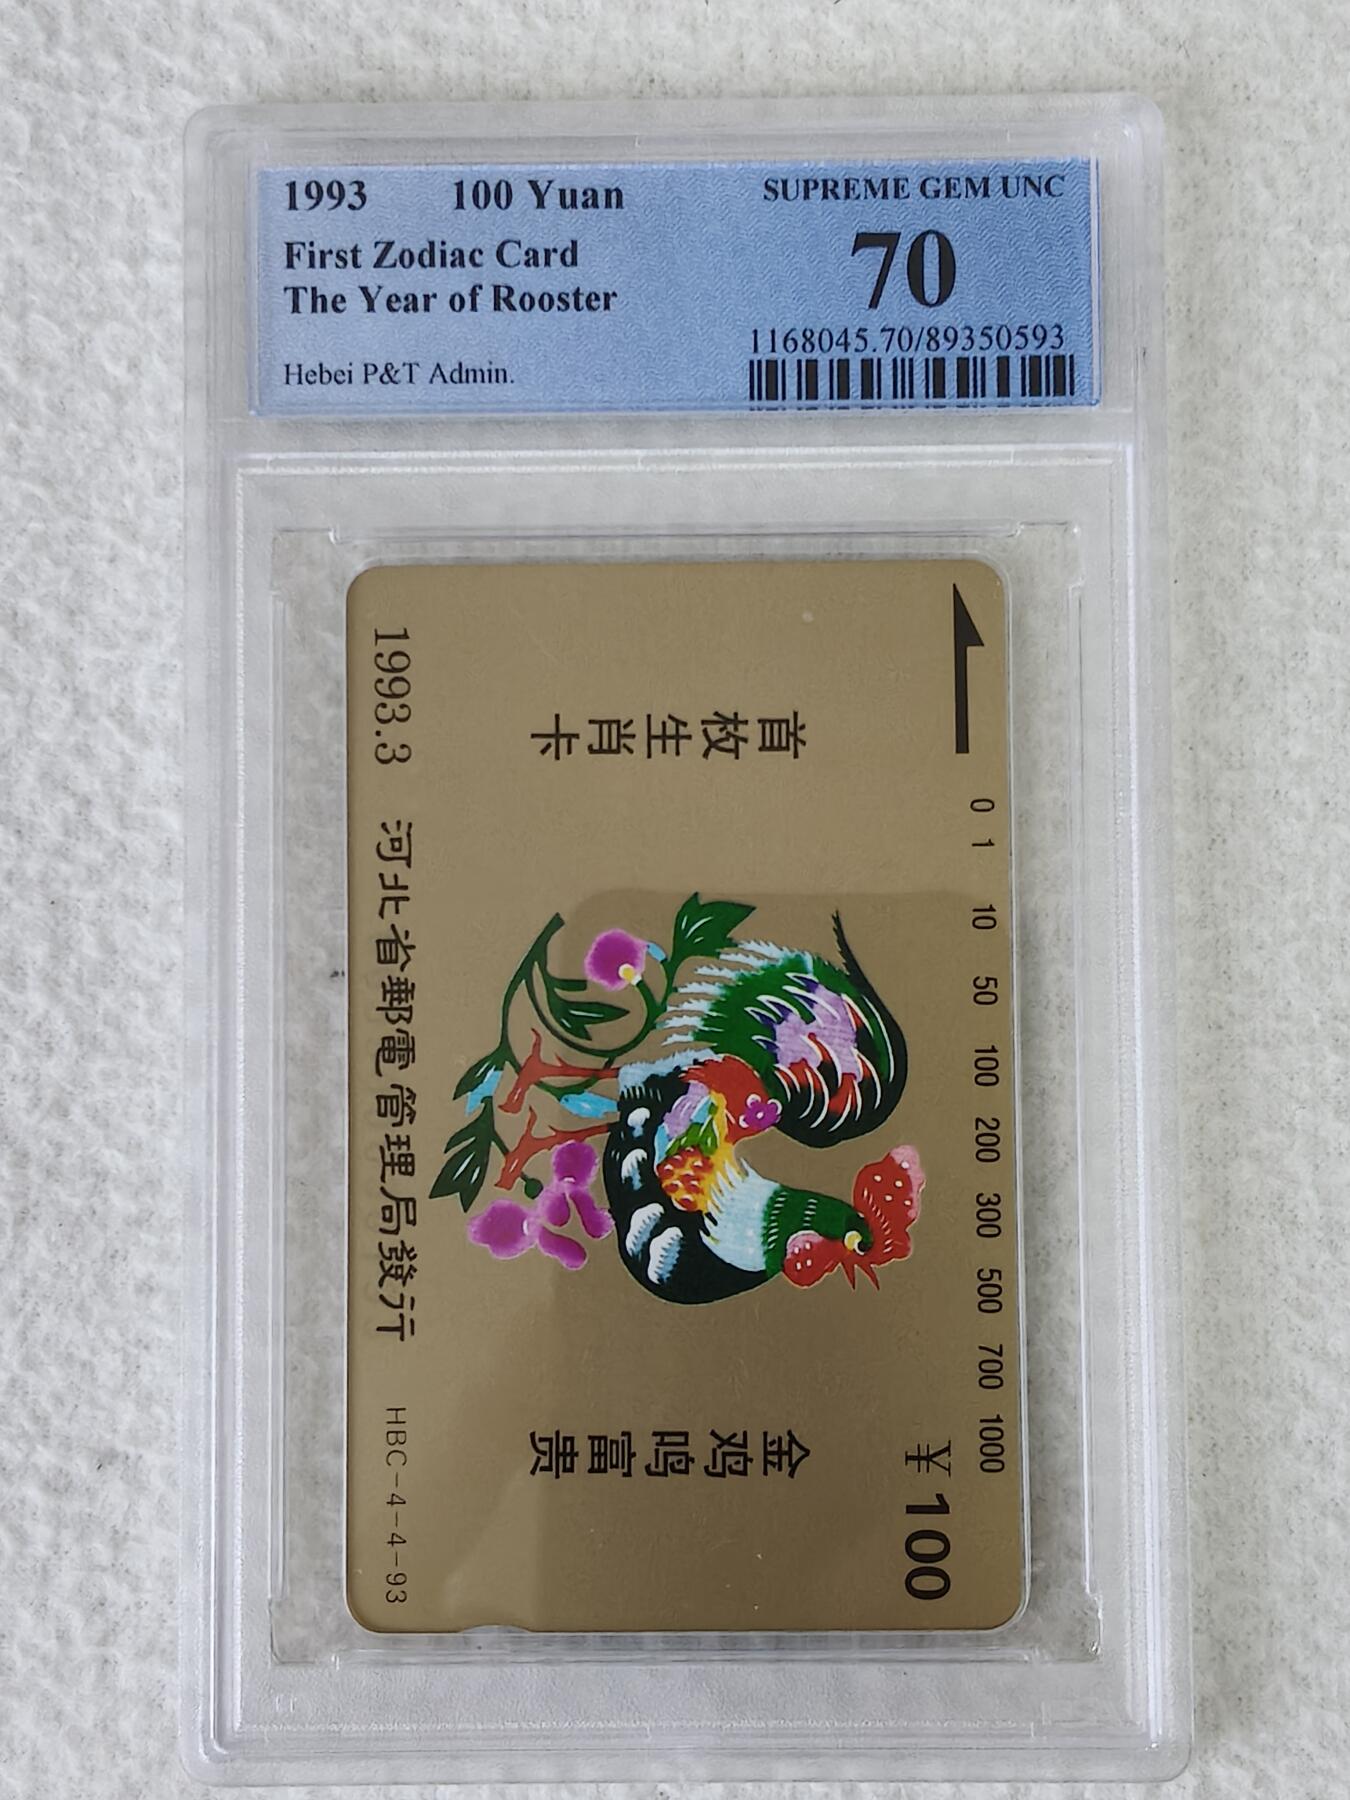 1993 100 Yuan
First Zodiac Card
The Year of Rooster
Hebei P&T Admin.
SUPREME GEM UNC
70
1168045.70/89350593
0 1 10 50 100 200 300 500 700 1000
¥100
首枚生肖卡
金鸡鸣富贵
1993.3 河北省郵電管理局發行 HBC-4-4-93